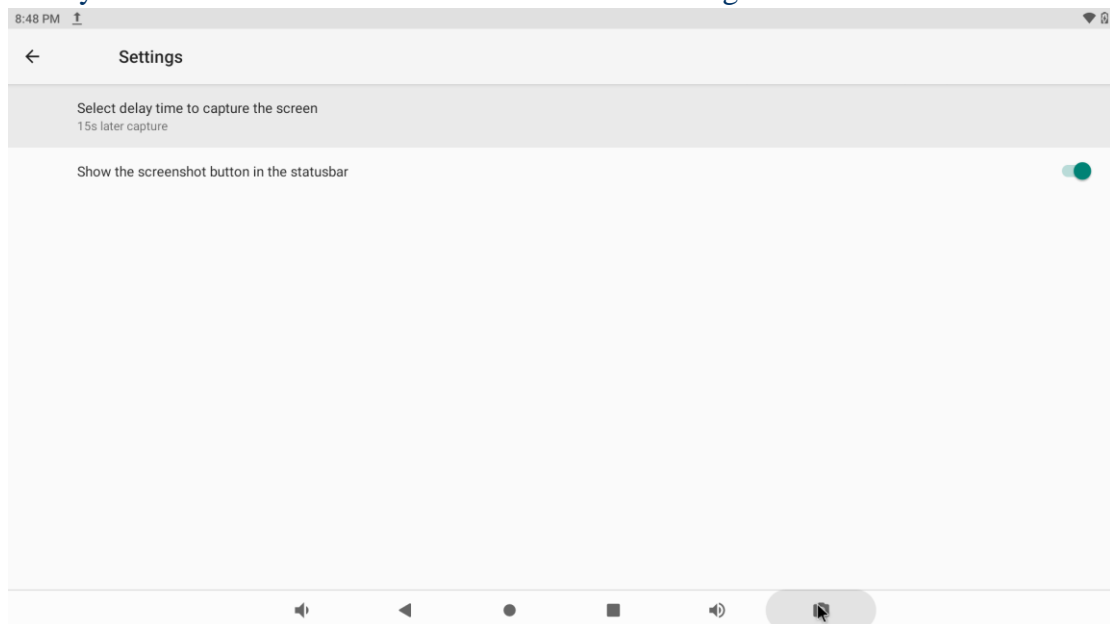 8:48 PM
Settings
Select delay time to capture the screen
15s later capture
Show the screenshot button in the statusbar